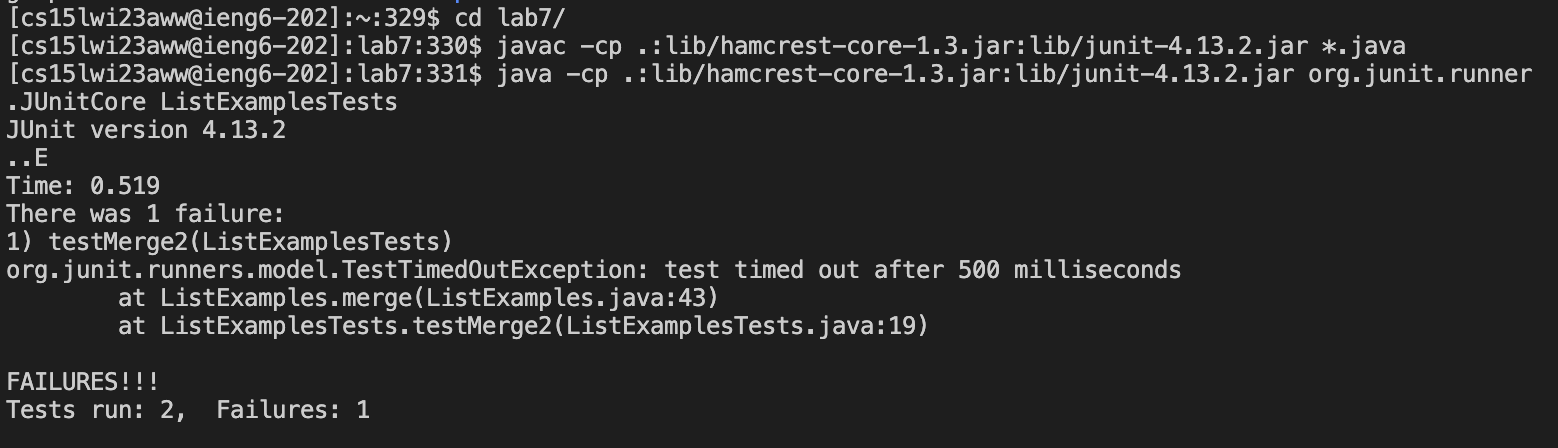 [cs15lwi23aww@ieng6-202]:~:329$ cd lab7/
[cs15lwi23aww@ieng6-202]:lab7:330$ javac -cp .:lib/hamcrest-core-1.3.jar:lib/junit-4.13.2.jar *.java
[cs15lwi23aww@ieng6-202]:lab7:331$ java -cp .:lib/hamcrest-core-1.3.jar:lib/junit-4.13.2.jar org.junit.runner
.JUnitCore ListExamplesTests
JUnit version 4.13.2
..E
Time: 0.519
There was 1 failure:
1) testMerge2(ListExamplesTests)
org.junit.runners.model.TestTimedOutException: test timed out after 500 milliseconds
        at ListExamples.merge(ListExamples.java:43)
        at ListExamplesTests.testMerge2(ListExamplesTests.java:19)

FAILURES!!!
Tests run: 2,  Failures: 1